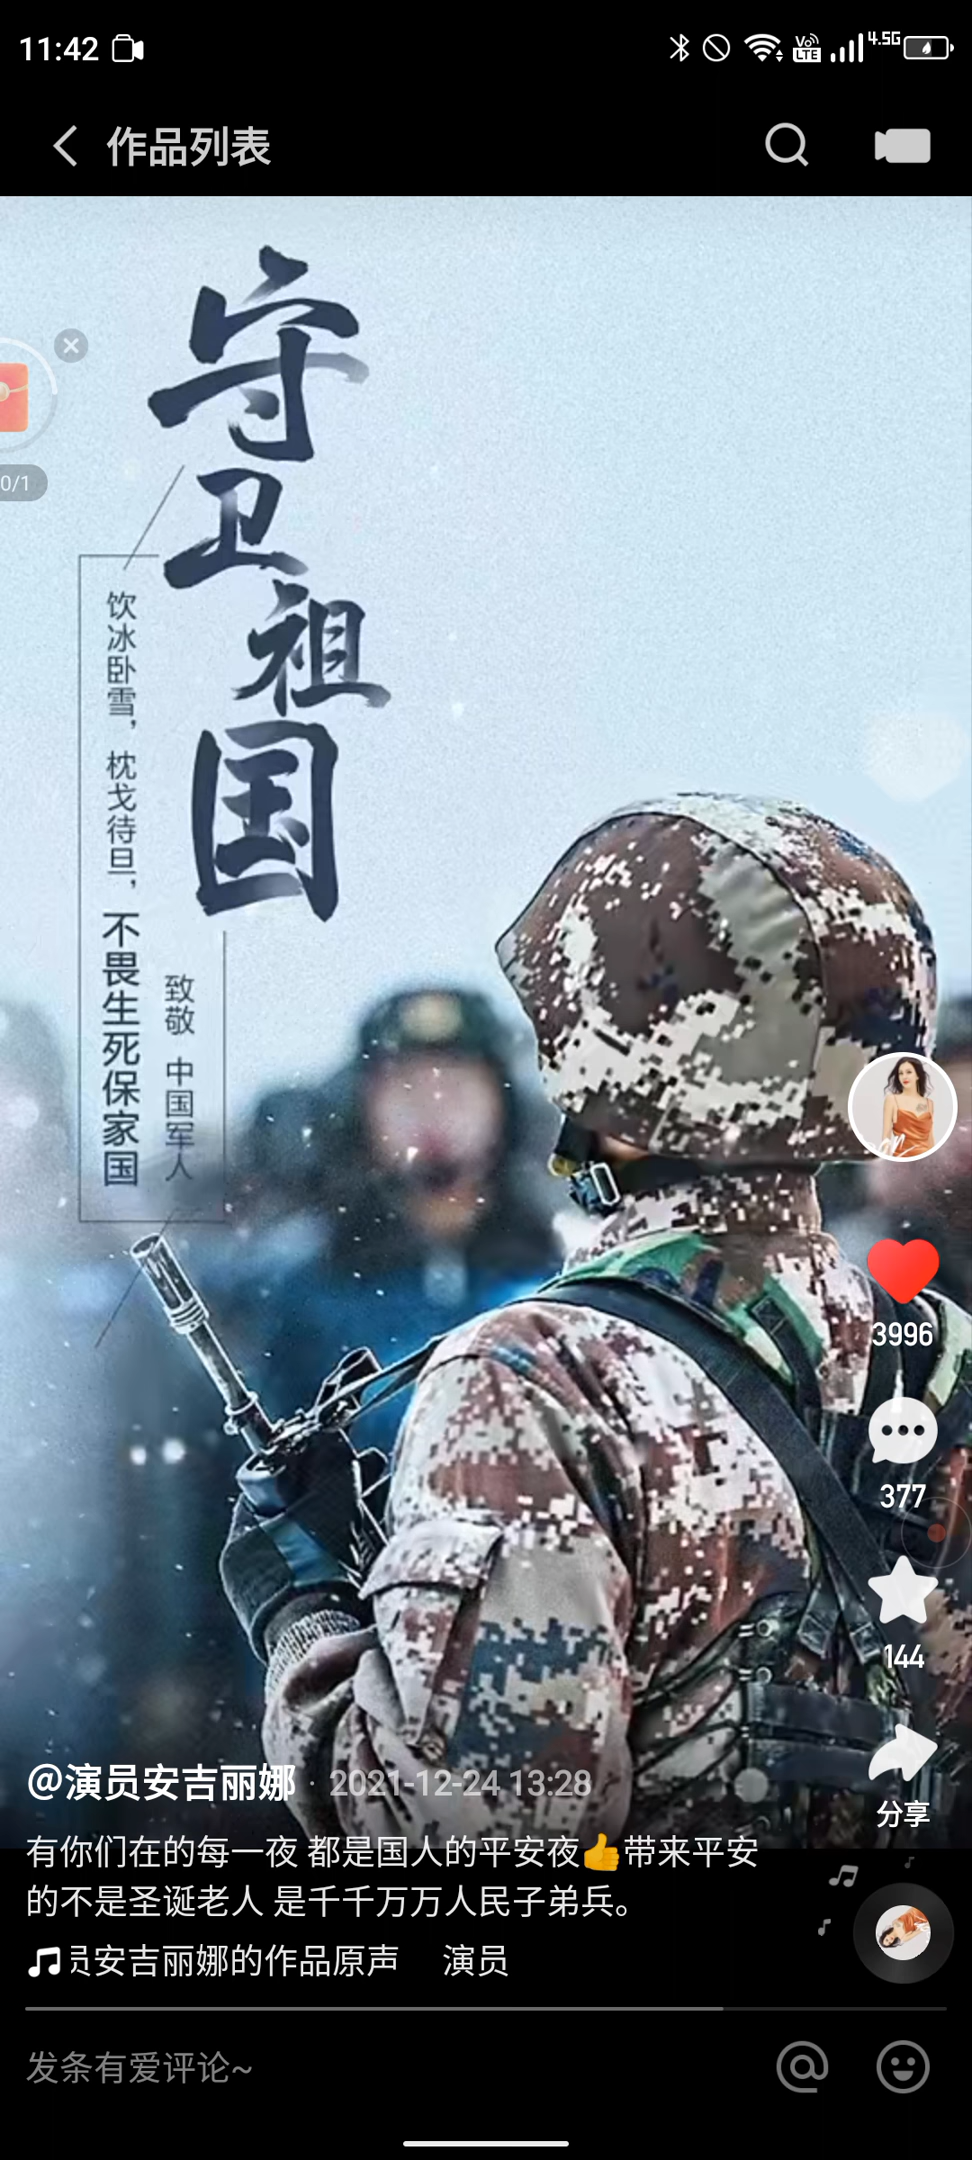 11:42
VoLTE
4.5G
作品列表
守卫祖国
0/1
饮冰卧雪，枕戈待旦，不畏生死保家国
致敬 中国军人
3996
377
144
分享
@演员安吉丽娜 · 2021-12-24 13:28
有你们在的每一夜 都是国人的平安夜👍带来平安
的不是圣诞老人 是千千万万人民子弟兵。
员安吉丽娜的作品原声 演员
发条有爱评论~